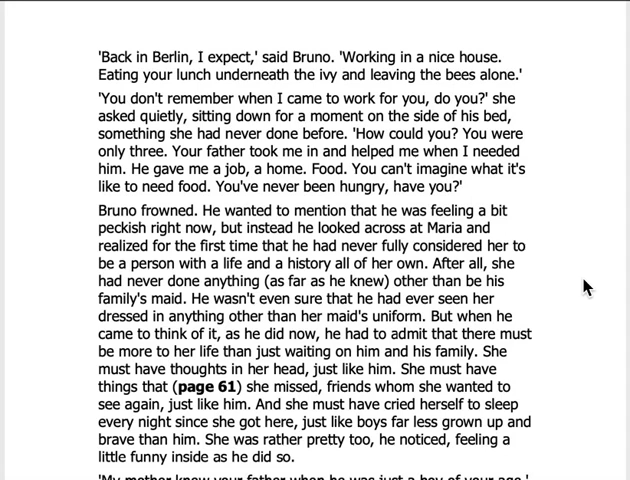 'Back in Berlin, I expect,' said Bruno. 'Working in a nice house.
Eating your lunch underneath the ivy and leaving the bees alone.'
'You don't remember when I came to work for you, do you?' she
asked quietly, sitting down for a moment on the side of his bed,
something she had never done before. 'How could you? You were
only three. Your father took me in and helped me when I needed
him. He gave me a job, a home. Food. You can't imagine what it's
like to need food. You've never been hungry, have you?'
Bruno frowned. He wanted to mention that he was feeling a bit
peckish right now, but instead he looked across at Maria and
realized for the first time that he had never fully considered her to
be a person with a life and a history all of her own. After all, she
had never done anything (as far as he knew) other than be his
family's maid. He wasn't even sure that he had ever seen her
dressed in anything other than her maid's uniform. But when he
came to think of it, as he did now, he had to admit that there must
be more to her life than just waiting on him and his family. She
must have thoughts in her head, just like him. She must have
things that (page 61) she missed, friends whom she wanted to
see again, just like him. And she must have cried herself to sleep
every night since she got here, just like boys far less grown up and
brave than him. She was rather pretty too, he noticed, feeling a
little funny inside as he did so.
'My mother knew your father when he was just a boy of your age,'